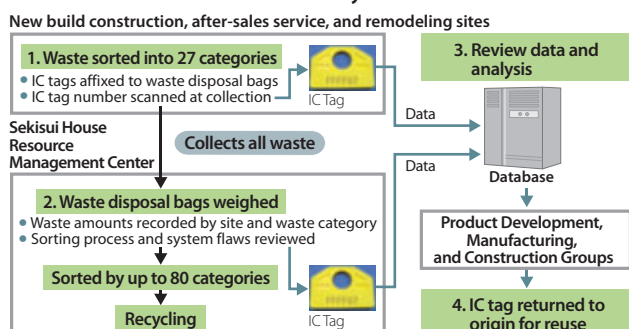 New build construction, after-sales service, and remodeling sites
1. Waste sorted into 27 categories
• IC tags affixed to waste disposal bags
• IC tag number scanned at collection
IC Tag
Sekisui House
Resource
Management Center
Collects all waste
2. Waste disposal bags weighed
• Waste amounts recorded by site and waste category
• Sorting process and system flaws reviewed
Sorted by up to 80 categories
Recycling
IC Tag
Data
Data
3. Review data and
analysis
Database
Product Development,
Manufacturing,
and Construction Groups
4. IC tag returned to
origin for reuse